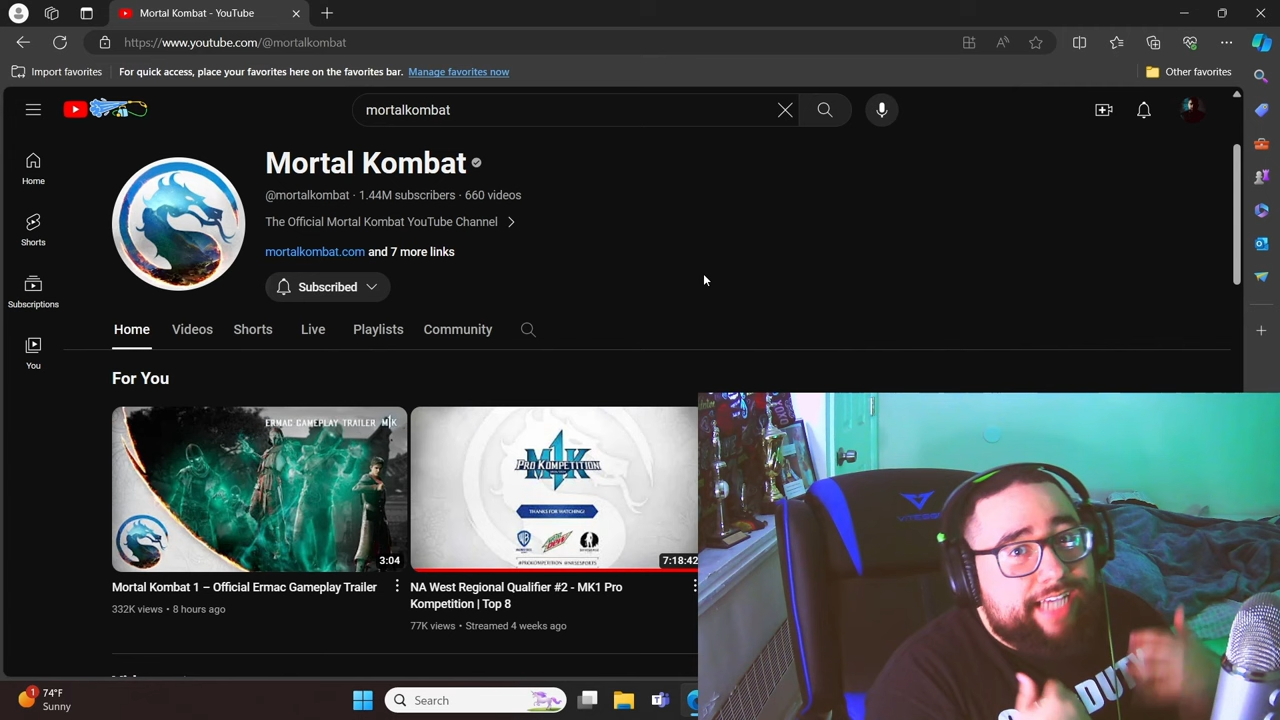 Mortal Kombat - YouTube
https://www.youtube.com/@mortalkombat
Import favorites
For quick access, place your favorites here on the favorites bar. Manage favorites now
Other favorites
mortalkombat
Home
Shorts
Subscriptions
You
Mortal Kombat
@mortalkombat · 1.44M subscribers · 660 videos
The Official Mortal Kombat YouTube Channel
mortalkombat.com and 7 more links
Subscribed
Home Videos Shorts Live Playlists Community
For You
ERMAC GAMEPLAY TRAILER
3:04
Mortal Kombat 1 – Official Ermac Gameplay Trailer
332K views • 8 hours ago
PRO KOMPETITION
THANKS FOR WATCHING!
7:18:42
NA West Regional Qualifier #2 - MK1 Pro
Kompetition | Top 8
77K views • Streamed 4 weeks ago
DUTY
1
74°F
Sunny
Search